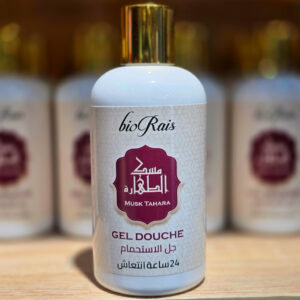 bioRais
مسك
الطهارة
MUSK TAHARA
GEL DOUCHE
جل الاستحمام
24 ساعة انتعاش